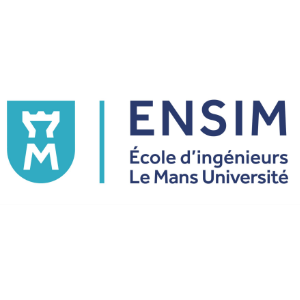 M
ENSIM
École d'ingénieurs
Le Mans Université